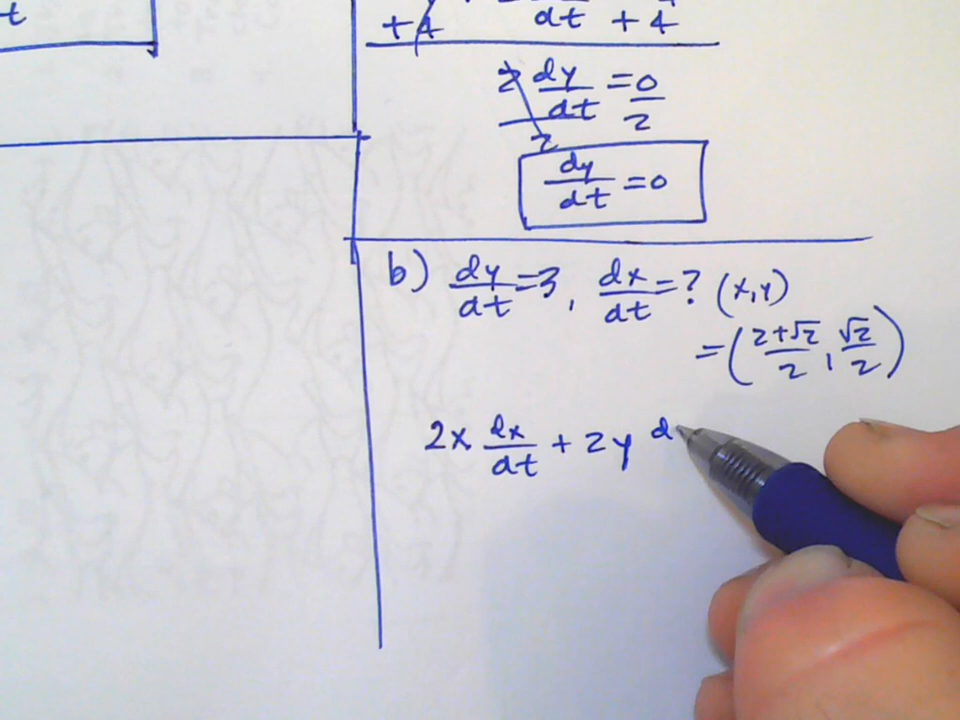 t
+4
dt + 4
2 dy/dt = 0/2
2
dy/dt = 0
b) dy/dt = 3, dx/dt = ? (x,y)
= (2+√2/2, √2/2)
2x dx/dt + 2y d